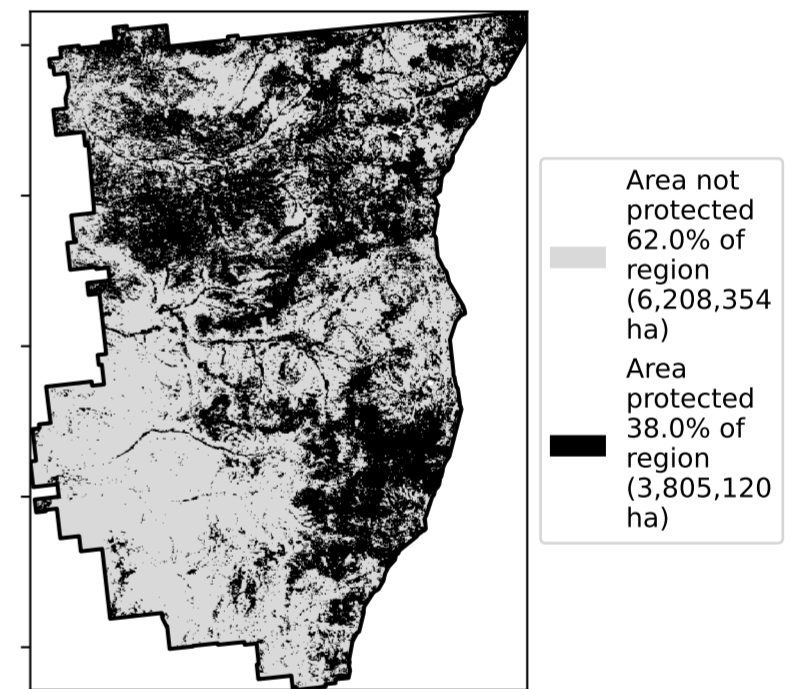 Area not
protected
62.0% of
region
(6,208,354
ha)
Area
protected
38.0% of
region
(3,805,120
ha)